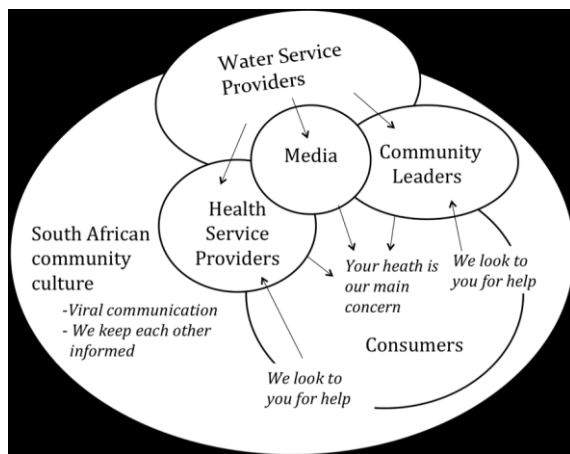 Water Service
Providers
Media
Community
Leaders
Health
Service
Providers
South African
community
culture
-Viral communication
- We keep each other
informed
Your heath is
our main
concern
We look to
you for help
Consumers
We look to
you for help